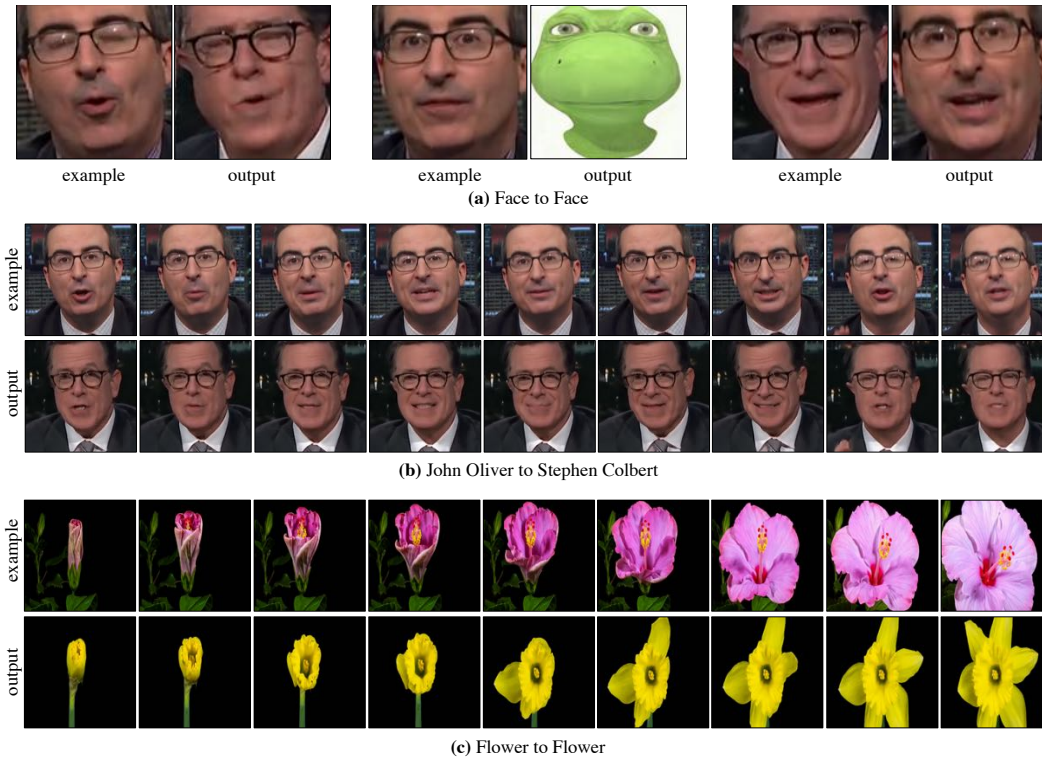 example output example output example output
(a) Face to Face
example
output
(b) John Oliver to Stephen Colbert
example
output
(c) Flower to Flower